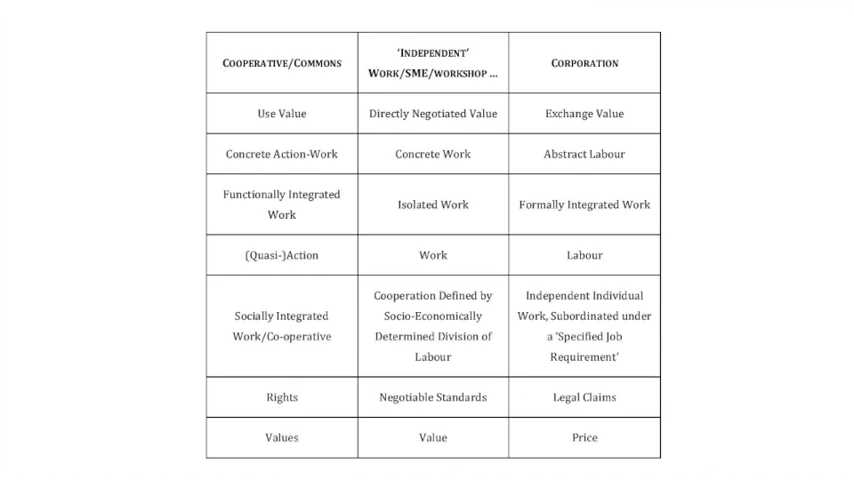 COOPERATIVE/COMMONS
‘INDEPENDENT’
WORK/SME/WORKSHOP ...
CORPORATION
Use Value
Directly Negotiated Value
Exchange Value
Concrete Action-Work
Concrete Work
Abstract Labour
Functionally Integrated
Work
Isolated Work
Formally Integrated Work
(Quasi-)Action
Work
Labour
Socially Integrated
Work/Co-operative
Cooperation Defined by
Socio-Economically
Determined Division of
Labour
Independent Individual
Work, Subordinated under
a ‘Specified Job
Requirement’
Rights
Negotiable Standards
Legal Claims
Values
Value
Price